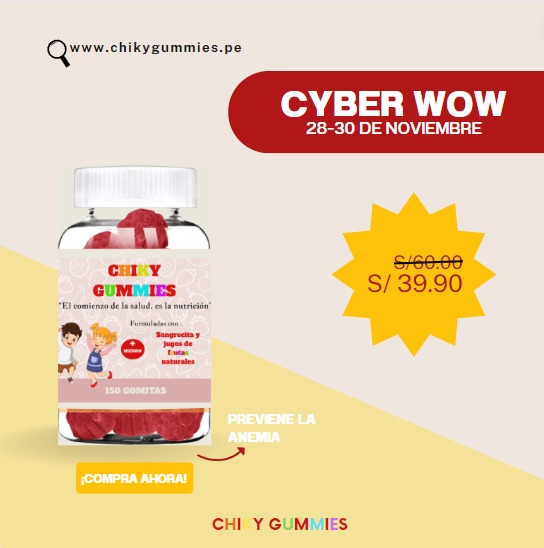 www.chikygummies.pe
CYBER WOW
28-30 DE NOVIEMBRE
S/60.00
S/ 39.90
CHIKY
GUMMIES
"El comienzo de la salud, es la nutrición"
Formuladas con:
Sangrecita y
jugos de
frutas
naturales
+
HIERRO
150 GOMITAS
PREVIENE LA
ANEMIA
¡COMPRA AHORA!
CHIKY GUMMIES